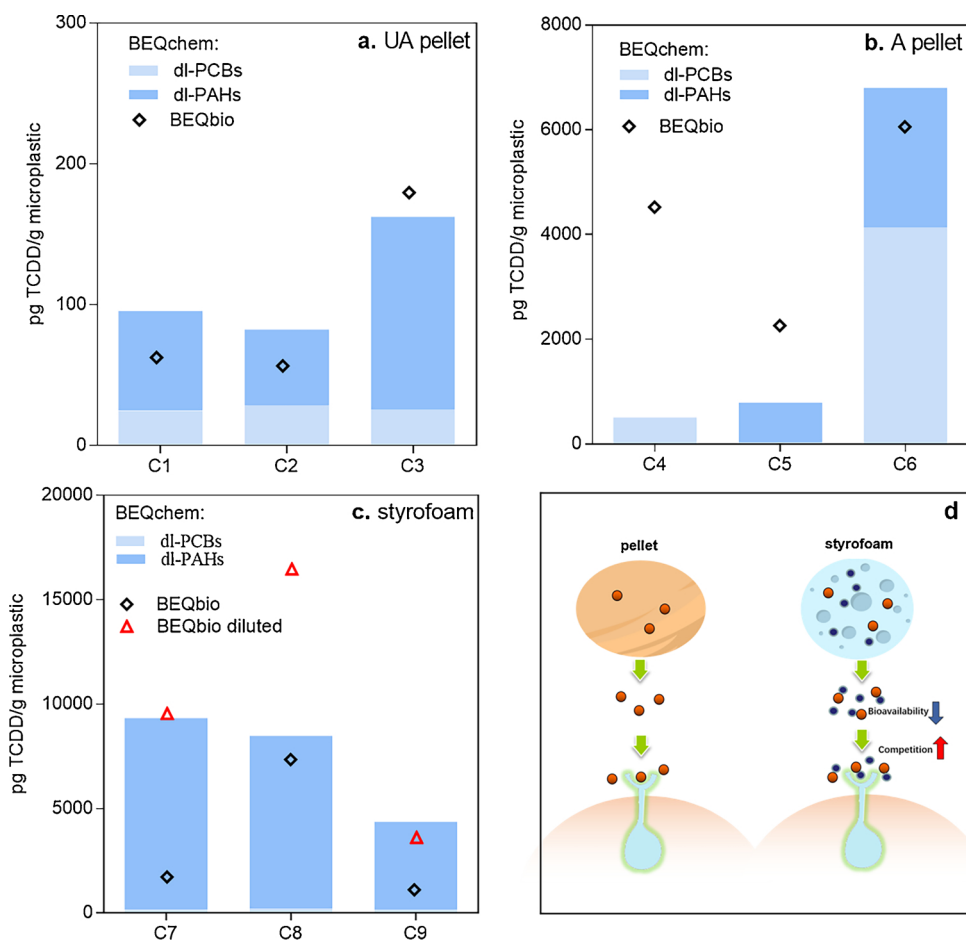 a. UA pellet
BEQchem:
dl-PCBs
dl-PAHs
BEQbio
pg TCDD/g microplastic
300
200
100
0
C1 C2 C3
b. A pellet
BEQchem:
dl-PCBs
dl-PAHs
BEQbio
pg TCDD/g microplastic
8000
6000
4000
2000
0
C4 C5 C6
c. styrofoam
BEQchem:
dl-PCBs
dl-PAHs
BEQbio
BEQbio diluted
pg TCDD/g microplastic
20000
15000
10000
5000
0
C7 C8 C9
d
pellet
styrofoam
Bioavailability
Competition